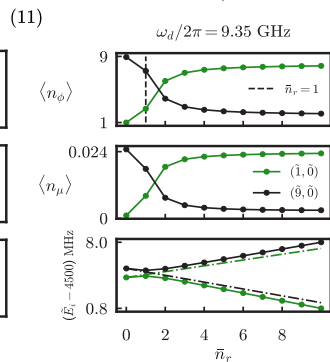 (11)
ω_d/2π = 9.35 GHz
9
⟨n_ϕ⟩
n̄_r = 1
1
0.024
⟨n_μ⟩
(1̃, 0̃)
(9̃, 0̃)
0
8.0
(Ẽ_i − 4500) MHz
0.8
0 2 4 6 8
n̄_r